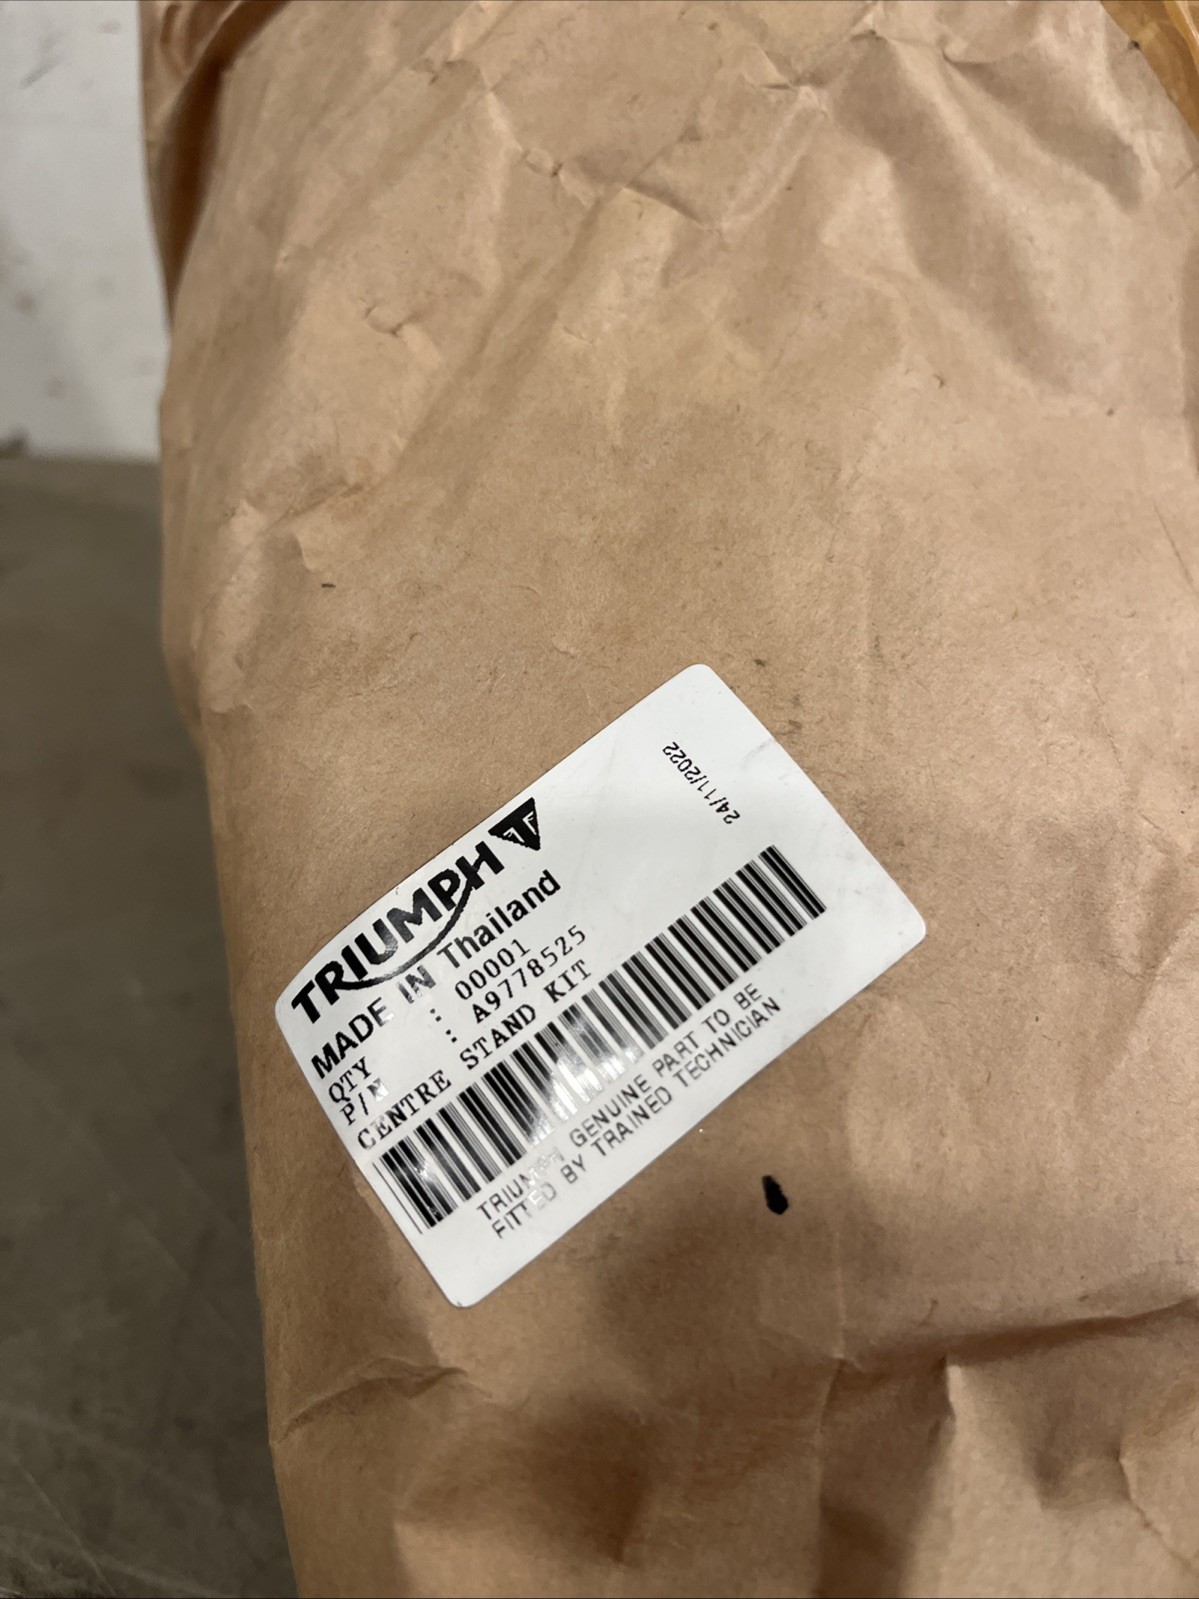 24/11/2022
TRIUMPH
MADE IN Thailand
QTY : 00001
P/N : A9778525
CENTRE STAND KIT
TRIUMPH GENUINE PART TO BE
FITTED BY TRAINED TECHNICIAN